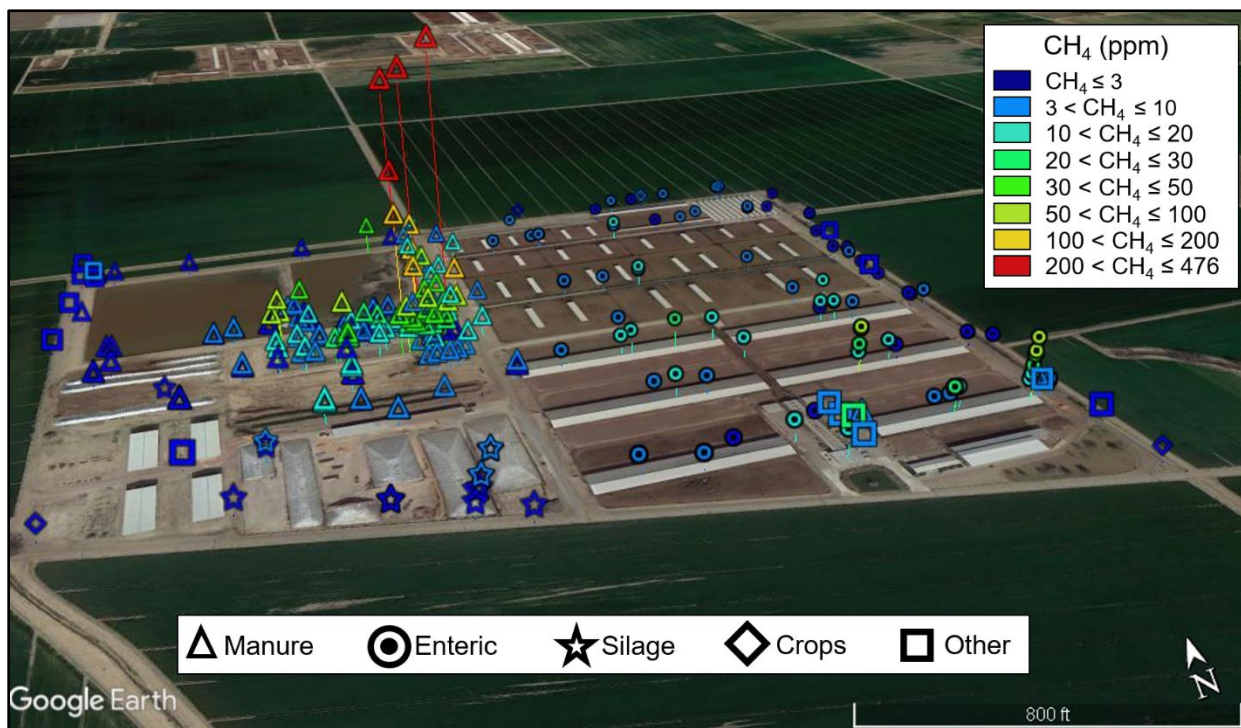 CH₄ (ppm)
CH₄ ≤ 3
3 < CH₄ ≤ 10
10 < CH₄ ≤ 20
20 < CH₄ ≤ 30
30 < CH₄ ≤ 50
50 < CH₄ ≤ 100
100 < CH₄ ≤ 200
200 < CH₄ ≤ 476
Manure Enteric Silage Crops Other
N
Google Earth
800 ft